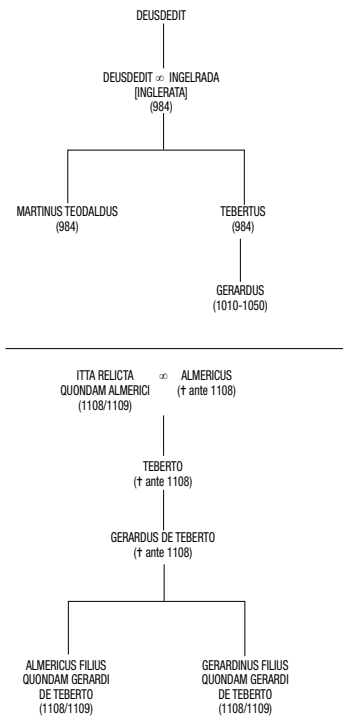 DEUSDEDIT
DEUSDEDIT ∞ INGELRADA
[INGLERATA]
(984)
MARTINUS TEODALDUS
(984)
TEBERTUS
(984)
GERARDUS
(1010-1050)
ITTA RELICTA ∞ ALMERICUS
QUONDAM ALMERICI († ante 1108)
(1108/1109)
TEBERTO
(† ante 1108)
GERARDUS DE TEBERTO
(† ante 1108)
ALMERICUS FILIUS
QUONDAM GERARDI
DE TEBERTO
(1108/1109)
GERARDINUS FILIUS
QUONDAM GERARDI
DE TEBERTO
(1108/1109)